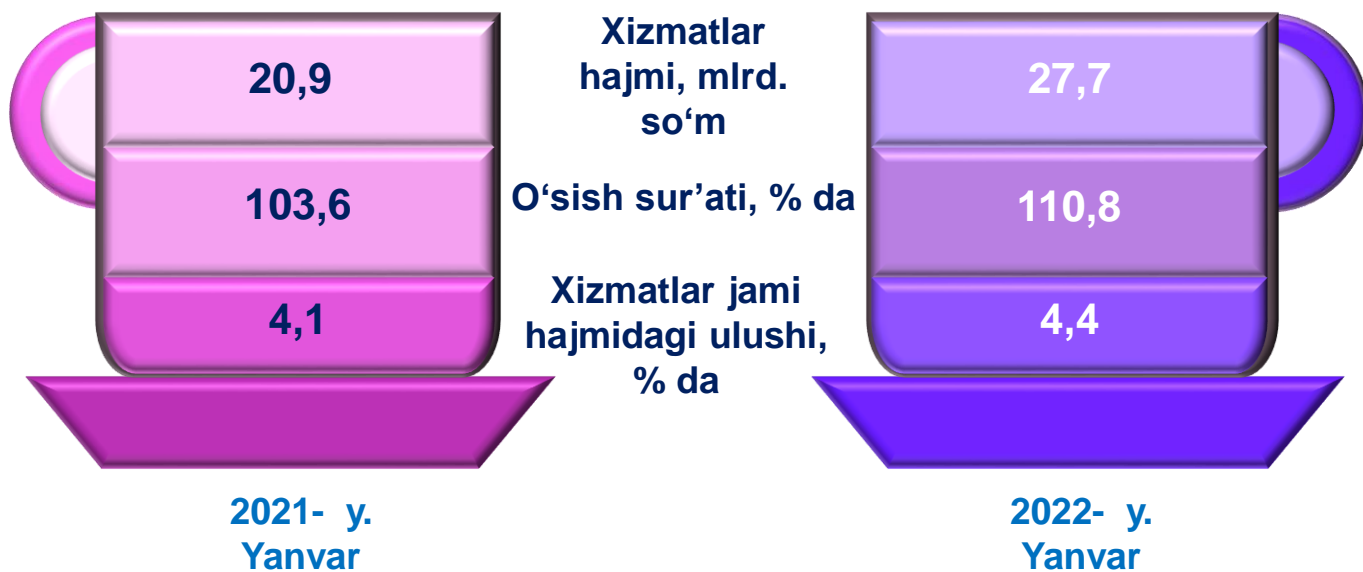 20,9
103,6
4,1
Xizmatlar
hajmi, mlrd.
so‘m
O‘sish sur’ati, % da
Xizmatlar jami
hajmidagi ulushi,
% da
27,7
110,8
4,4
2021- y.
Yanvar
2022- y.
Yanvar